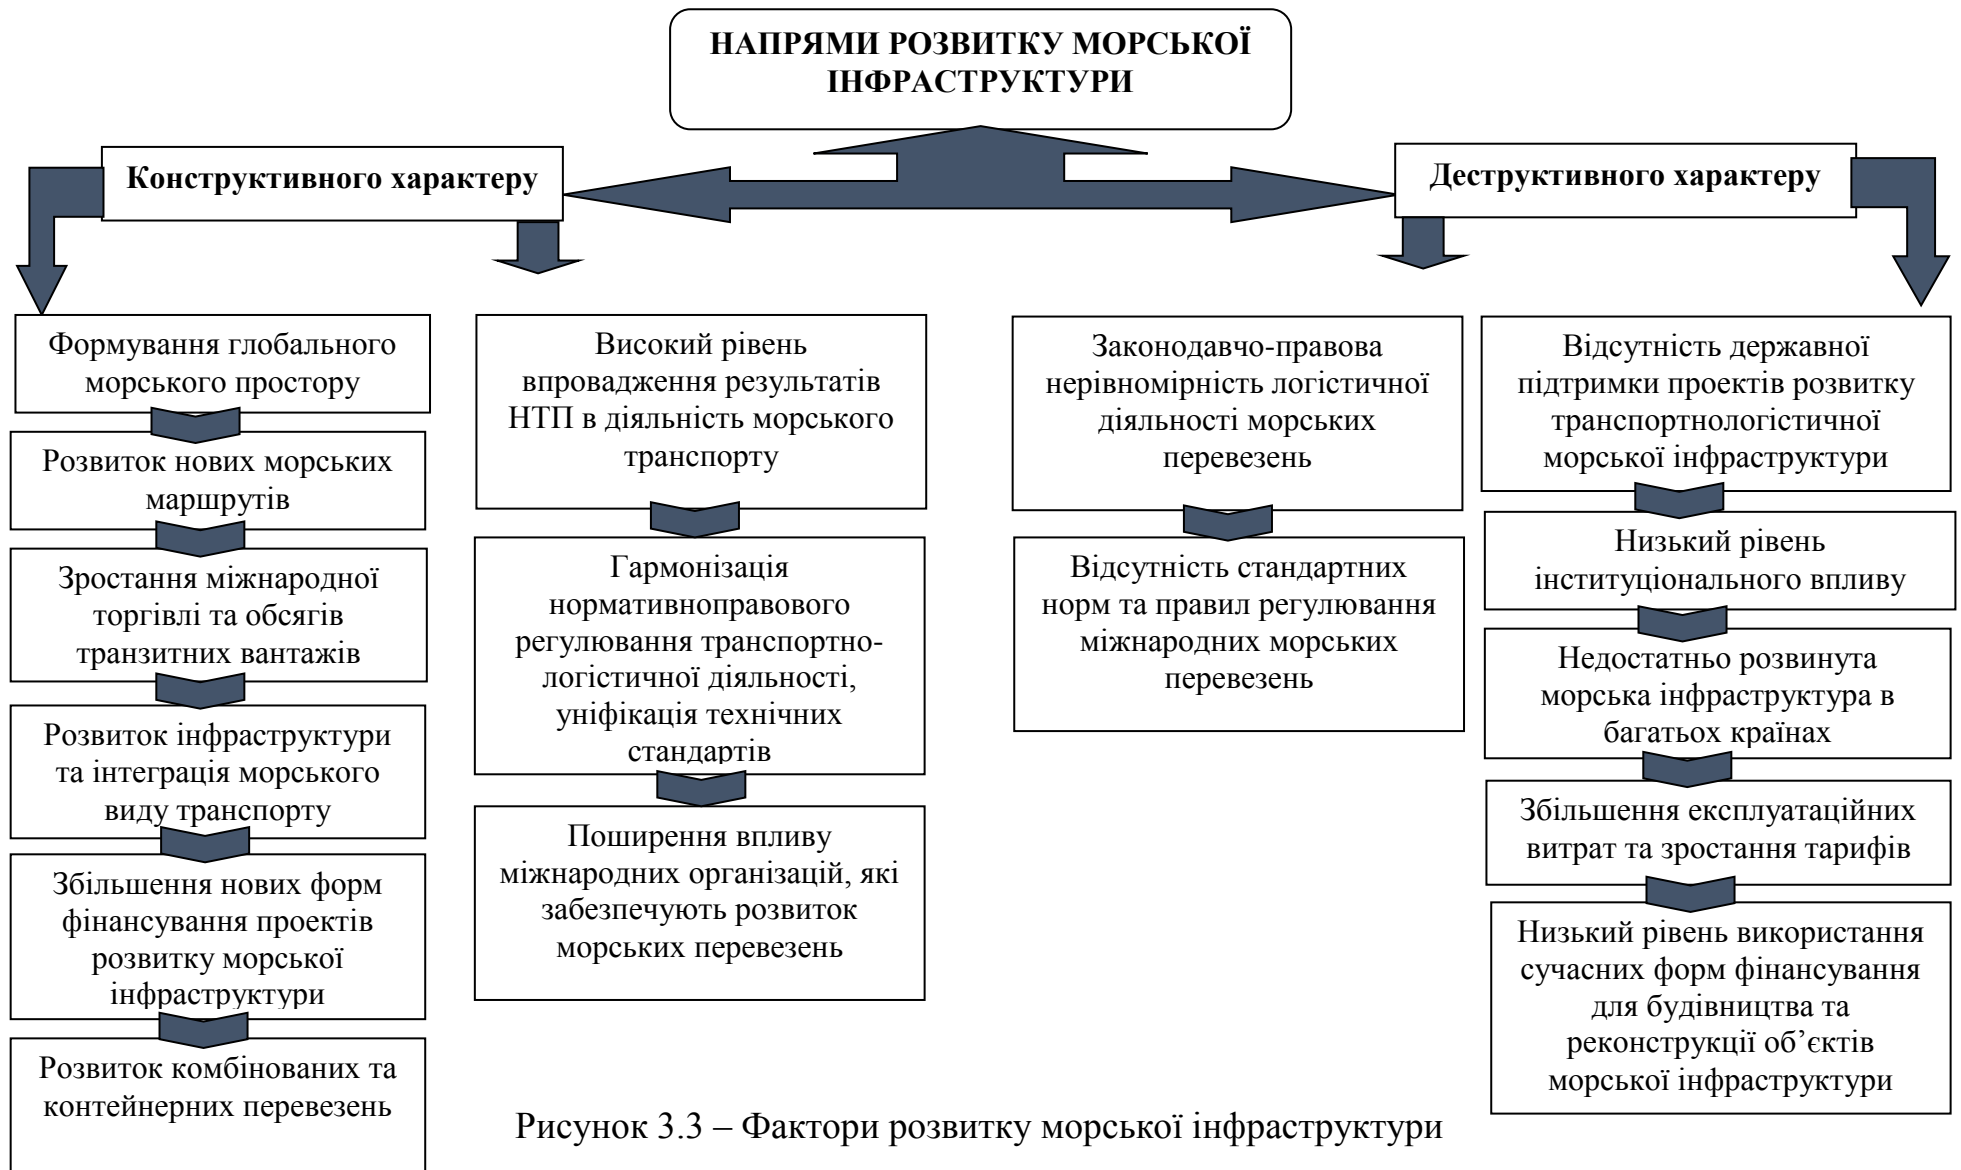 НАПРЯМИ РОЗВИТКУ МОРСЬКОЇ
ІНФРАСТРУКТУРИ
Конструктивного характеру
Деструктивного характеру
Формування глобального
морського простору
Розвиток нових морських
маршрутів
Зростання міжнародної
торгівлі та обсягів
транзитних вантажів
Розвиток інфраструктури
та інтеграція морського
виду транспорту
Збільшення нових форм
фінансування проектів
розвитку морської
інфраструктури
Розвиток комбінованих та
контейнерних перевезень
Високий рівень
впровадження результатів
НТП в діяльність морського
транспорту
Гармонізація
нормативноправового
регулювання транспортно-
логістичної діяльності,
уніфікація технічних
стандартів
Поширення впливу
міжнародних організацій, які
забезпечують розвиток
морських перевезень
Законодавчо-правова
нерівномірність логістичної
діяльності морських
перевезень
Відсутність стандартних
норм та правил регулювання
міжнародних морських
перевезень
Відсутність державної
підтримки проектів розвитку
транспортнологістичної
морської інфраструктури
Низький рівень
інституціонального впливу
Недостатньо розвинута
морська інфраструктура в
багатьох країнах
Збільшення експлуатаційних
витрат та зростання тарифів
Низький рівень використання
сучасних форм фінансування
для будівництва та
реконструкції об’єктів
морської інфраструктури
Рисунок 3.3 – Фактори розвитку морської інфраструктури